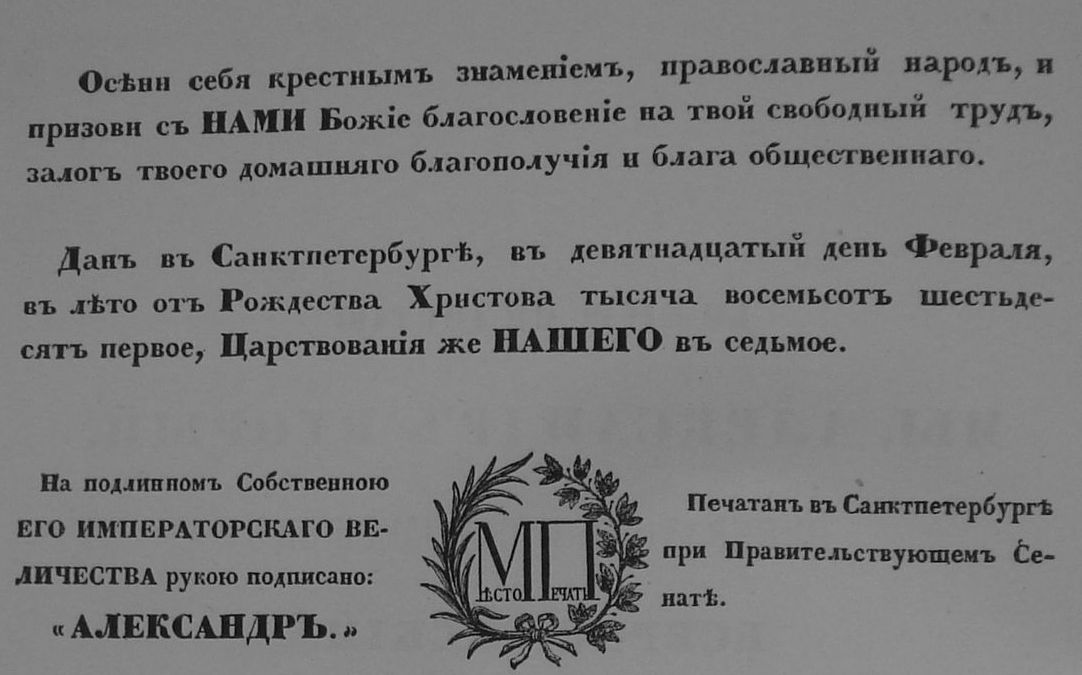 Осѣни себя крестнымъ знаменіемъ, православный народъ, и
призови съ НАМИ Божіе благословеніе на твой свободный трудъ,
залогъ твоего домашняго благополучія и блага общественнаго.
Данъ въ Санктпетербургѣ, въ девятнадцатый день Февраля,
въ лѣто отъ Рождества Христова тысяча восемьсотъ шестьде-
сятъ первое, Царствованія же НАШЕГО въ седьмое.
На подлинномъ Собственною
ЕГО ИМПЕРАТОРСКАГО ВЕ-
ЛИЧЕСТВА рукою подписано:
«АЛЕКСАНДРЪ.»
МѢСТО ПЕЧАТИ
Печатанъ въ Санктпетербургѣ
при Правительствующемъ Се-
натѣ.